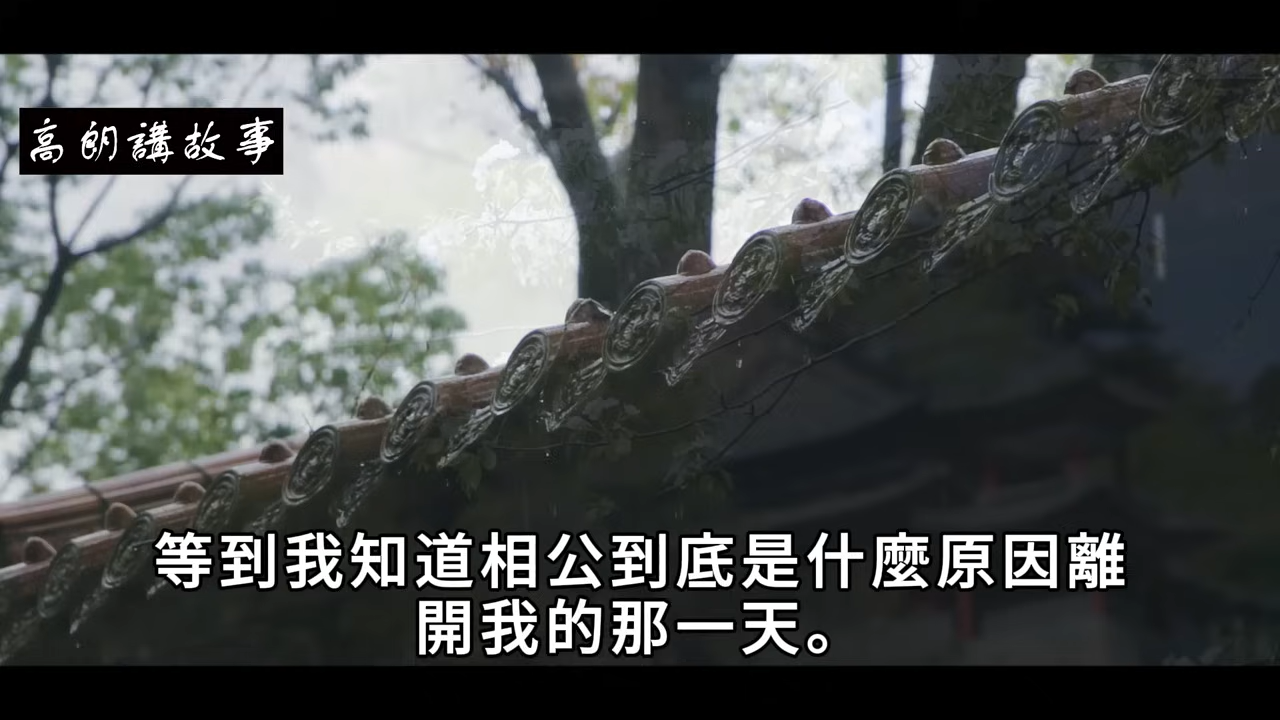 高朗講故事
等到我知道相公到底是什麼原因離
開我的那一天。